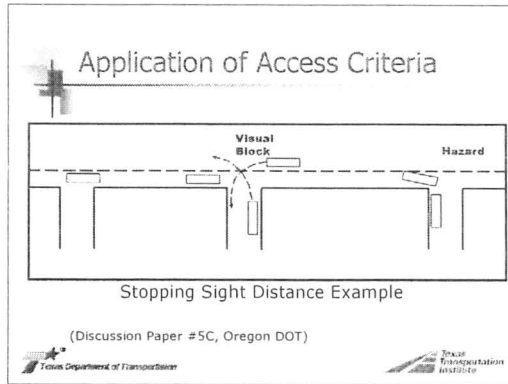 Application of Access Criteria
Visual
Block
Hazard
Stopping Sight Distance Example
(Discussion Paper #5C, Oregon DOT)
Texas Department of Transportation
Texas
Transportation
Institute